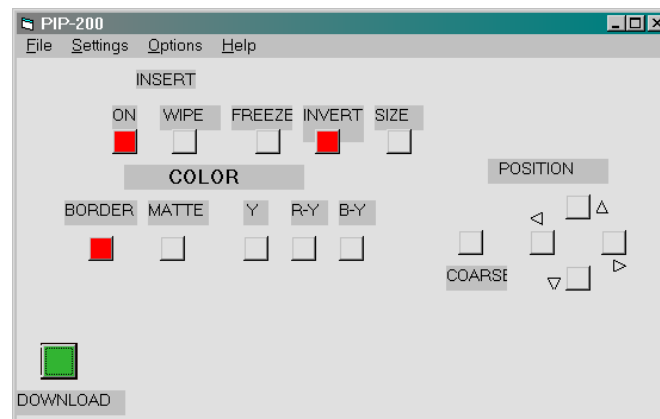 PIP-200
File Settings Options Help
INSERT
ON WIPE FREEZE INVERT SIZE
COLOR
POSITION
BORDER MATTE Y R-Y B-Y
COARSE
DOWNLOAD